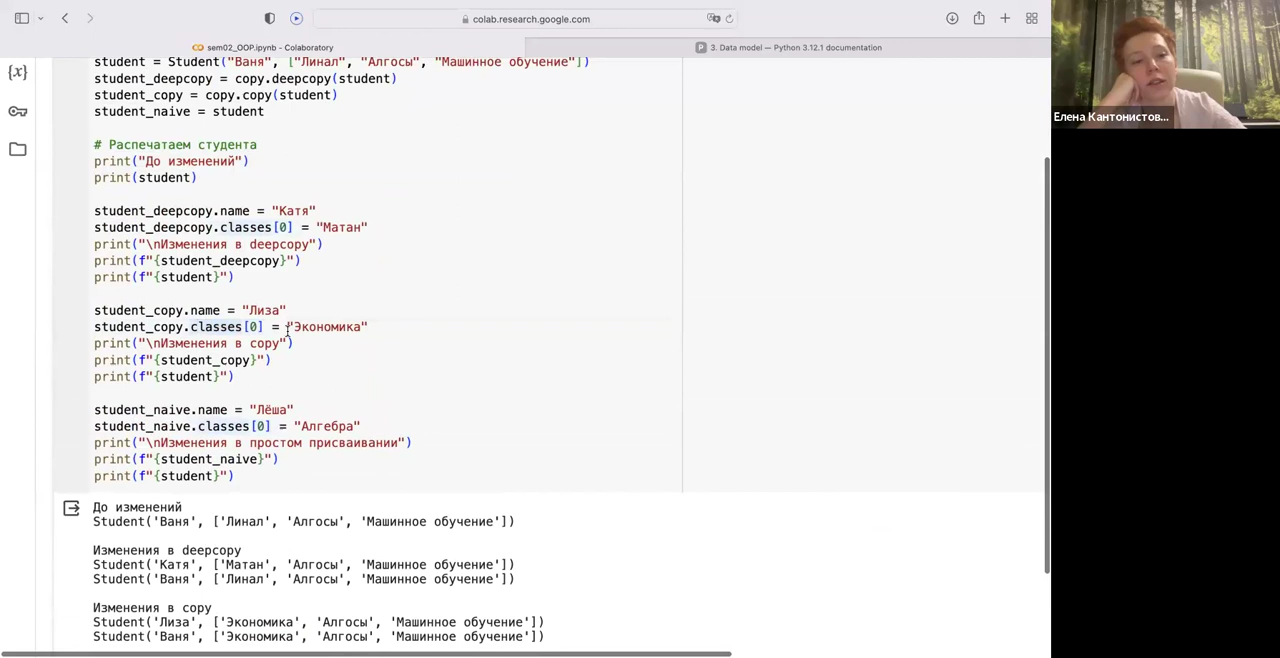 colab.research.google.com
sem02_OOP.ipynb - Colaboratory
3. Data model — Python 3.12.1 documentation
{x}
student = Student("Ваня", ["Линал", "Алгосы", "Машинное обучение"])
student_deepcopy = copy.deepcopy(student)
student_copy = copy.copy(student)
student_naive = student
# Распечатаем студента
print("До изменений")
print(student)
student_deepcopy.name = "Катя"
student_deepcopy.classes[0] = "Матан"
print("\nИзменения в deepcopy")
print(f"{student_deepcopy}")
print(f"{student}")
student_copy.name = "Лиза"
student_copy.classes[0] = "Экономика"
print("\nИзменения в copy")
print(f"{student_copy}")
print(f"{student}")
student_naive.name = "Лёша"
student_naive.classes[0] = "Алгебра"
print("\nИзменения в простом присваивании")
print(f"{student_naive}")
print(f"{student}")
До изменений
Student('Ваня', ['Линал', 'Алгосы', 'Машинное обучение'])
Изменения в deepcopy
Student('Катя', ['Матан', 'Алгосы', 'Машинное обучение'])
Student('Ваня', ['Линал', 'Алгосы', 'Машинное обучение'])
Изменения в copy
Student('Лиза', ['Экономика', 'Алгосы', 'Машинное обучение'])
Student('Ваня', ['Экономика', 'Алгосы', 'Машинное обучение'])
Елена Кантонистов...